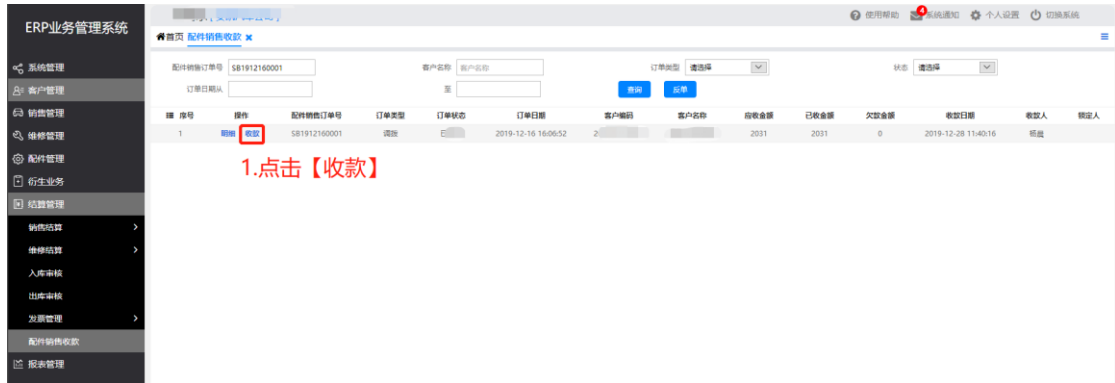 ERP业务管理系统
使用帮助 4 系统通知 个人设置 切换系统
首页 配件销售收款 ×
系统管理
客户管理
销售管理
维修管理
配件管理
衍生业务
结算管理
销售结算
维修结算
入库审核
出库审核
发票管理
配件销售收款
报表管理
配件销售订单号 SB1912160001 客户名称 客户名称 订单类型 请选择 状态 请选择
订单日期从 至 查询 反单
序号 操作 配件销售订单号 订单类型 订单状态 订单日期 客户编码 客户名称 应收金额 已收金额 欠款金额 收款日期 收款人 锁定人
1 明细 收款 SB1912160001 调拨 2019-12-16 16:06:52 2 2031 2031 0 2019-12-28 11:40:16
1.点击【收款】